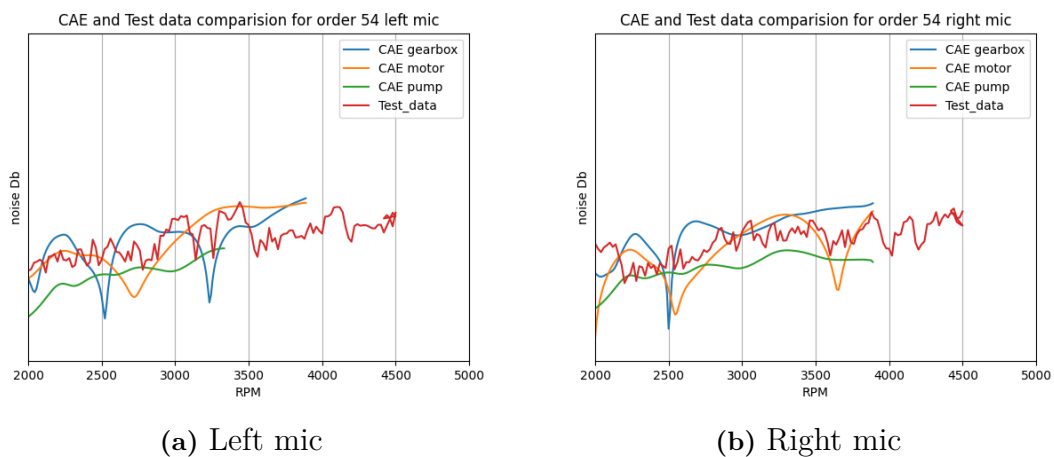 CAE and Test data comparision for order 54 left mic
CAE gearbox
CAE motor
CAE pump
Test_data
noise Db
2000 2500 3000 3500 4000 4500 5000
RPM
(a) Left mic
CAE and Test data comparision for order 54 right mic
CAE gearbox
CAE motor
CAE pump
Test_data
noise Db
2000 2500 3000 3500 4000 4500 5000
RPM
(b) Right mic